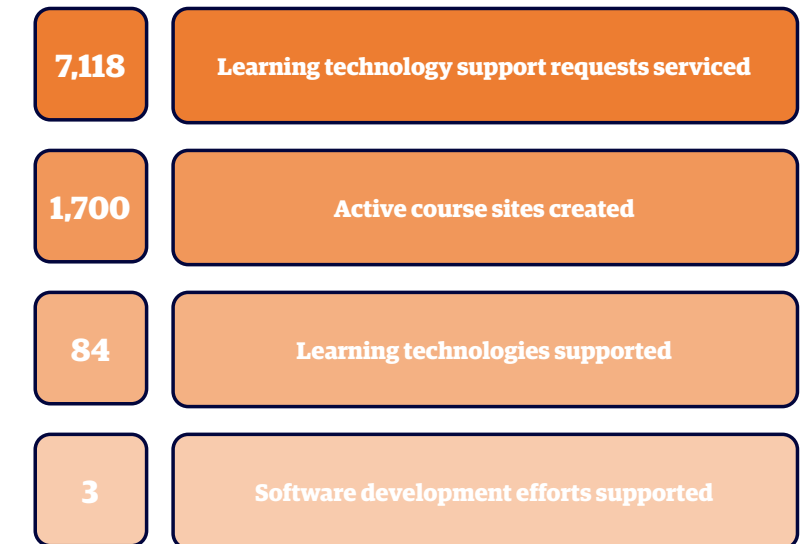 7,118 Learning technology support requests serviced
1,700 Active course sites created
84 Learning technologies supported
3 Software development efforts supported